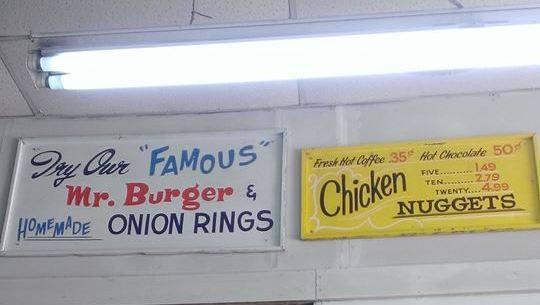 Try Our "FAMOUS"
Mr. Burger &
HOMEMADE ONION RINGS
Fresh Hot Coffee 35¢ Hot Chocolate 50¢
Chicken
FIVE..........1.49
TEN..........2.79
TWENTY....4.99
NUGGETS